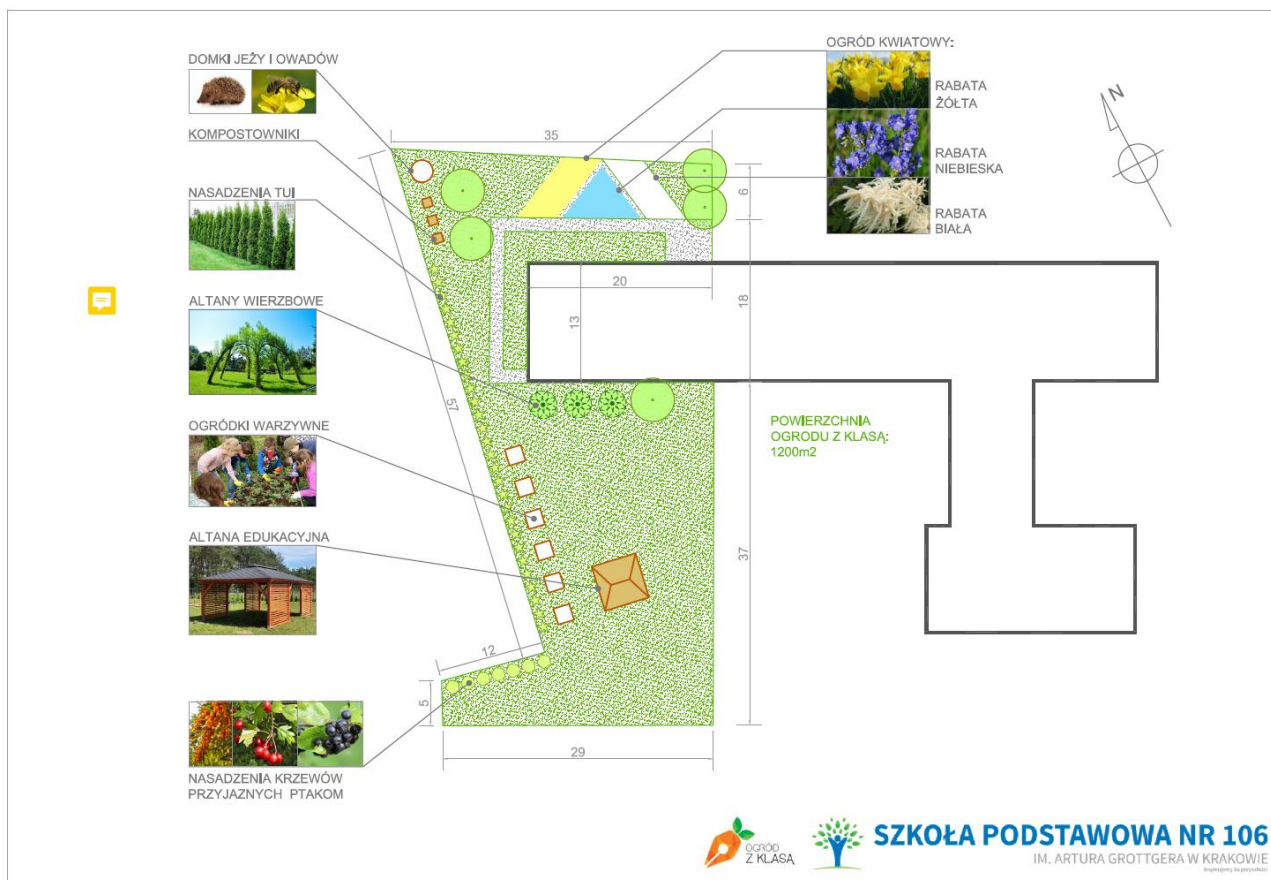 DOMKI JEŻY I OWADÓW
KOMPOSTOWNIKI
NASADZENIA TUI
ALTANY WIERZBOWE
OGRÓDKI WARZYWNE
ALTANA EDUKACYJNA
NASADZENIA KRZEWÓW
PRZYJAZNYCH PTAKOM
35
6
20
18
13
57
37
12
5
29
OGRÓD KWIATOWY:
RABATA
ŻÓŁTA
RABATA
NIEBIESKA
RABATA
BIAŁA
N
POWIERZCHNIA
OGRODU Z KLASĄ:
1200m2
OGRÓD
Z KLASĄ
SZKOŁA PODSTAWOWA NR 106
IM. ARTURA GROTTGERA W KRAKOWIE